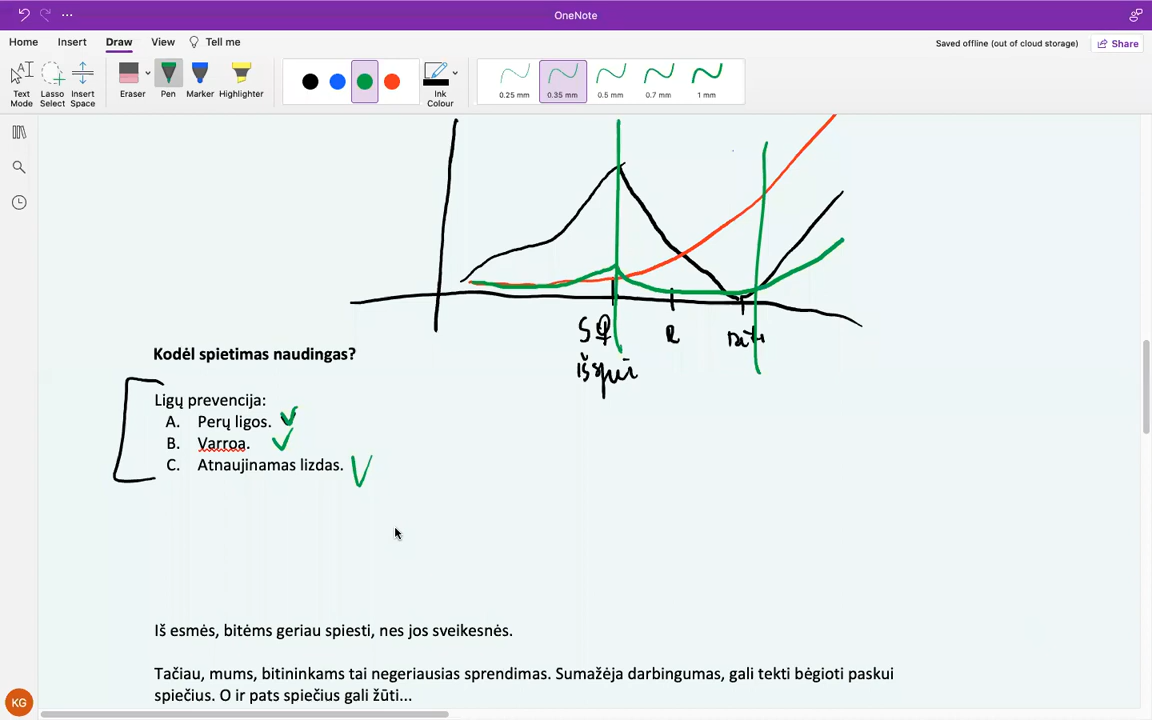 OneNote
Home Insert Draw View Tell me
Saved offline (out of cloud storage)
Share
Text Mode
Lasso Select
Insert Space
Eraser
Pen
Marker
Highlighter
Ink Colour
0.25 mm
0.35 mm
0.5 mm
0.7 mm
1 mm
Kodėl spietimas naudingas?
Ligų prevencija:
A. Perų ligos.
B. Varroa.
C. Atnaujinamas lizdas.
Iš esmės, bitėms geriau spiesti, nes jos sveikesnės.
Tačiau, mums, bitininkams tai negeriausias sprendimas. Sumažėja darbingumas, gali tekti bėgioti paskui
spiečius. O ir pats spiečius gali žūti...
KG